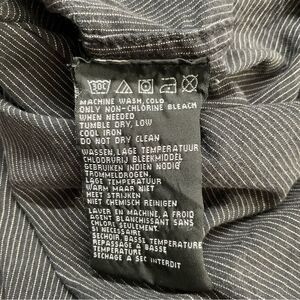 30C
MACHINE WASH, COLD
ONLY NON-CHLORINE BLEACH
WHEN NEEDED
TUMBLE DRY, LOW
COOL IRON
DO NOT DRY CLEAN
WASSEN, LAGE TEMPERATUUR
CHLOORVRIJ BLEEKMIDDEL
GEBRUIKEN INDIEN NODIG
TROMMELDROGEN,
LAGE TEMPERATUUR
WARM MAAR NIET
HEET STRIJKEN
NIET CHEMISCH REINIGEN
LAVER EN MACHINE, A FROID
AGENT BLANCHISSANT SANS
CHLORE SEULEMENT,
SI NECESSAIRE
SECHOIR BASSE TEMPERATURE
REPASSAGE A BASSE
TEMPERATURE
SECHAGE A SEC INTERDIT